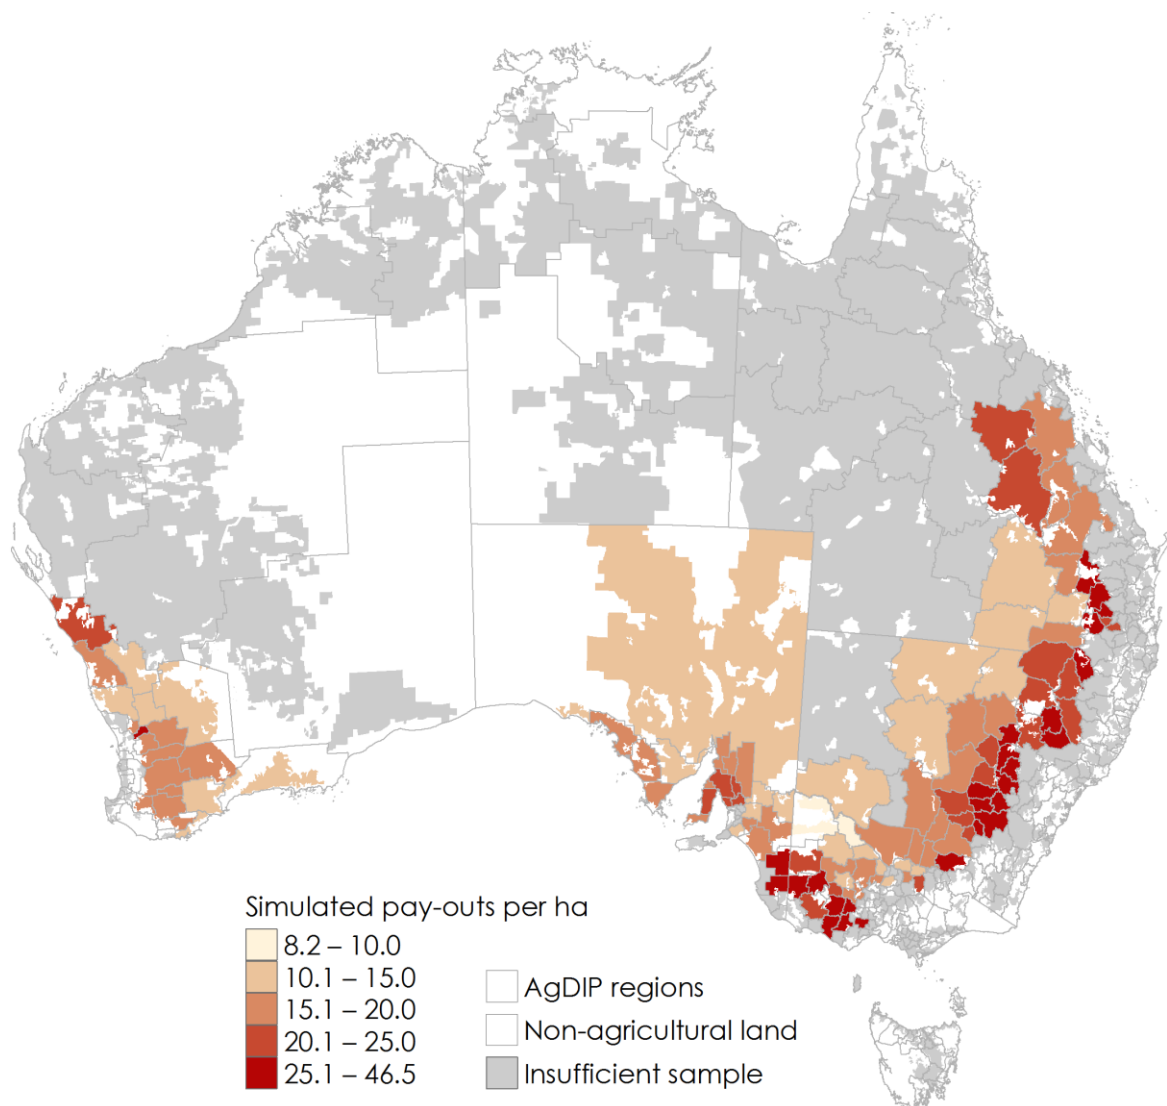 Simulated pay-outs per ha
8.2 – 10.0
10.1 – 15.0
15.1 – 20.0
20.1 – 25.0
25.1 – 46.5
AgDIP regions
Non-agricultural land
Insufficient sample